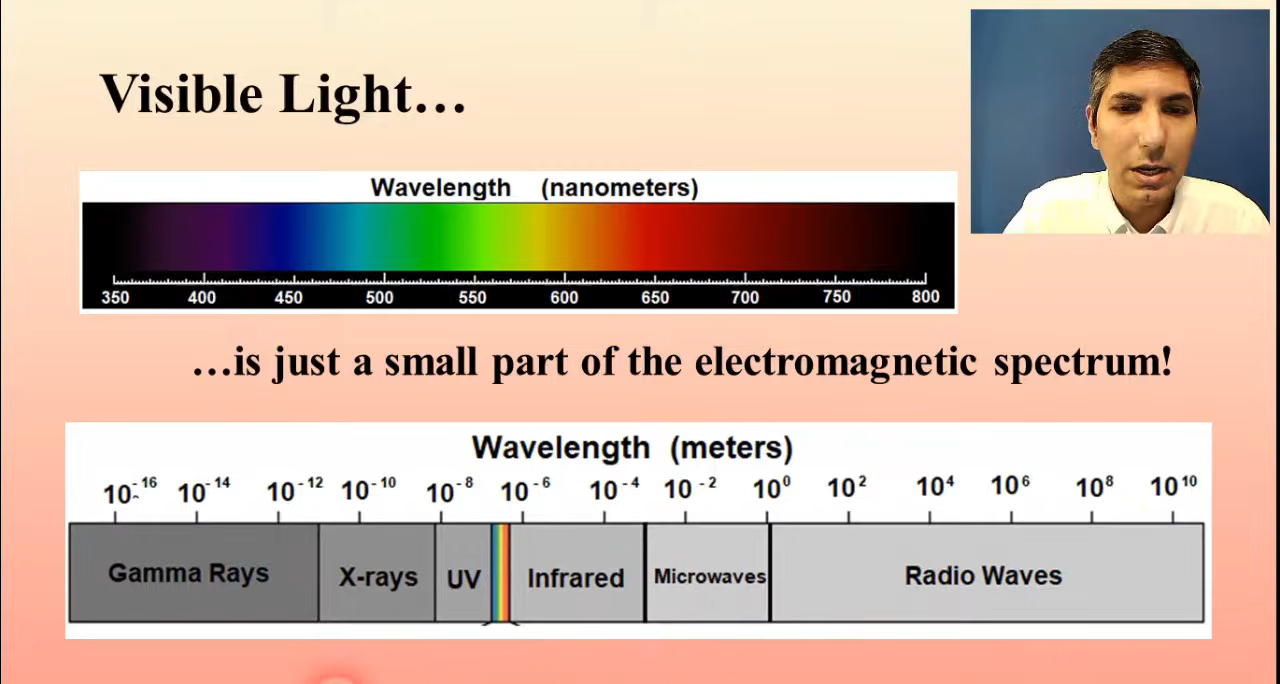 Visible Light…
Wavelength (nanometers)
350 400 450 500 550 600 650 700 750 800
…is just a small part of the electromagnetic spectrum!
Wavelength (meters)
10⁻¹⁶ 10⁻¹⁴ 10⁻¹² 10⁻¹⁰ 10⁻⁸ 10⁻⁶ 10⁻⁴ 10⁻² 10⁰ 10² 10⁴ 10⁶ 10⁸ 10¹⁰
Gamma Rays X-rays UV Infrared Microwaves Radio Waves